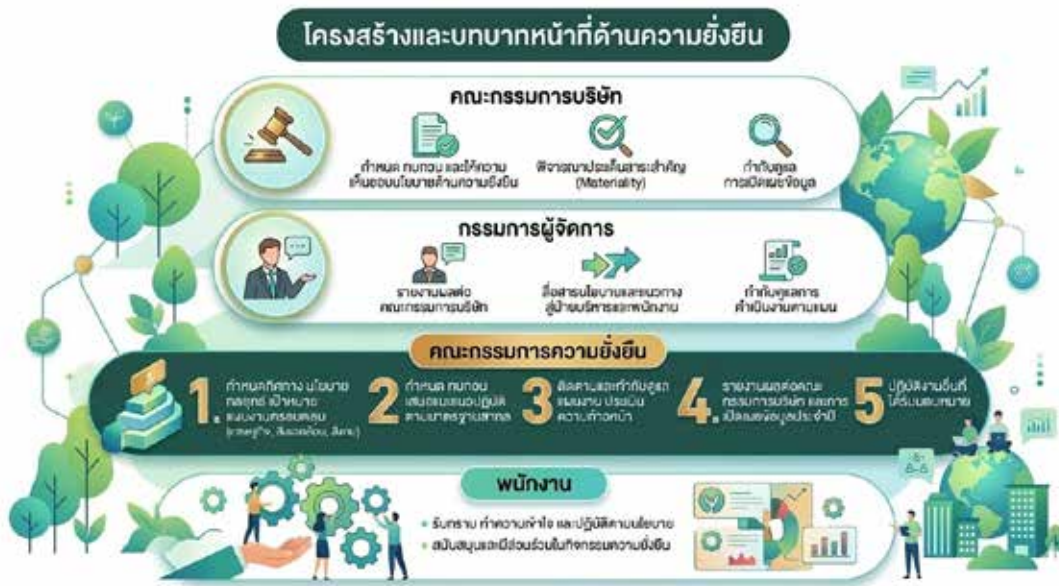 โครงสร้างและบทบาทหน้าที่ด้านความยั่งยืน
คณะกรรมการบริษัท
กำหนด ทบทวน และให้ความ
เห็นชอบนโยบายด้านความยั่งยืน
พิจารณาประเด็นสาระสำคัญ
(Materiality)
กำกับดูแล
การเปิดเผยข้อมูล
กรรมการผู้จัดการ
รายงานผลต่อ
คณะกรรมการบริษัท
สื่อสารนโยบายและแนวทาง
สู่ฝ่ายบริหารและพนักงาน
กำกับดูแลการ
ดำเนินงานตามแผน
คณะกรรมการความยั่งยืน
1.
กำหนดทิศทาง นโยบาย
กลยุทธ์ เป้าหมาย
แผนงานครอบคลุม
(เศรษฐกิจ, สิ่งแวดล้อม, สังคม)
2
กำหนด ทบทวน
เสนอแนะแนวปฏิบัติ
ตามมาตรฐานสากล
3
ติดตามและกำกับดูแล
แผนงาน ประเมิน
ความก้าวหน้า
4.
รายงานผลต่อคณะ
กรรมการบริษัท และการ
เปิดเผยข้อมูลประจำปี
5
ปฏิบัติงานอื่นที่
ได้รับมอบหมาย
พนักงาน
• รับทราบ ทำความเข้าใจ และปฏิบัติตามนโยบาย
• สนับสนุนและมีส่วนร่วมในกิจกรรมความยั่งยืน